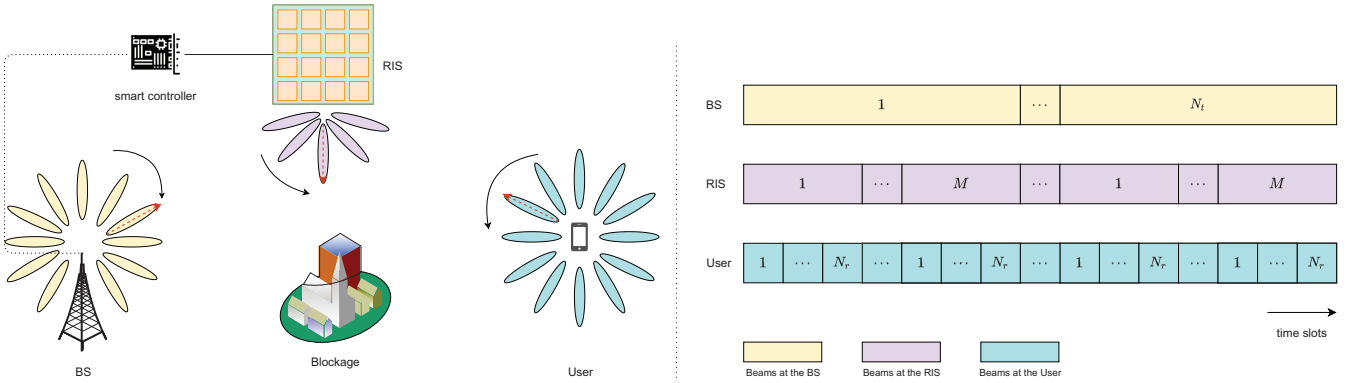 RIS
smart controller
BS
Blockage
User
BS
1
⋯
N_t
RIS
1
⋯
M
⋯
1
⋯
M
User
1
⋯
N_r
⋯
1
⋯
N_r
⋯
1
⋯
N_r
⋯
1
⋯
N_r
time slots
Beams at the BS
Beams at the RIS
Beams at the User